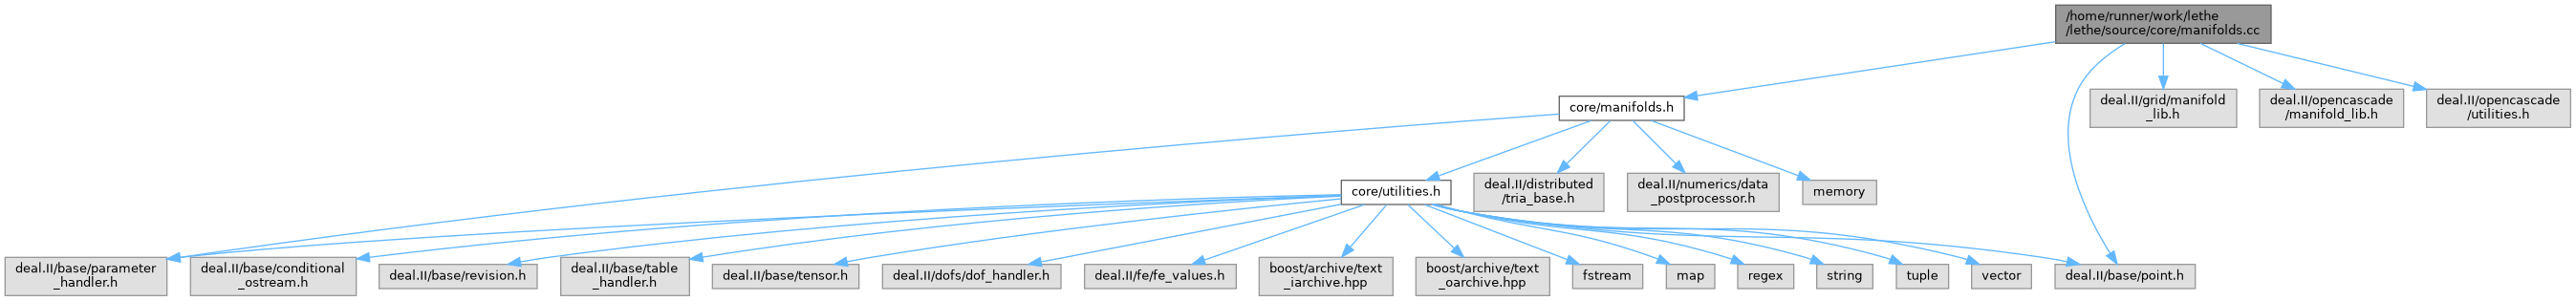 /home/runner/work/lethe
/lethe/source/core/manifolds.cc
core/manifolds.h
deal.II/grid/manifold
_lib.h
deal.II/opencascade
/manifold_lib.h
deal.II/opencascade
/utilities.h
core/utilities.h
deal.II/distributed
/tria_base.h
deal.II/numerics/data
_postprocessor.h
memory
deal.II/base/parameter
_handler.h
deal.II/base/conditional
_ostream.h
deal.II/base/revision.h
deal.II/base/table
_handler.h
deal.II/base/tensor.h
deal.II/dofs/dof_handler.h
deal.II/fe/fe_values.h
boost/archive/text
_iarchive.hpp
boost/archive/text
_oarchive.hpp
fstream
map
regex
string
tuple
vector
deal.II/base/point.h